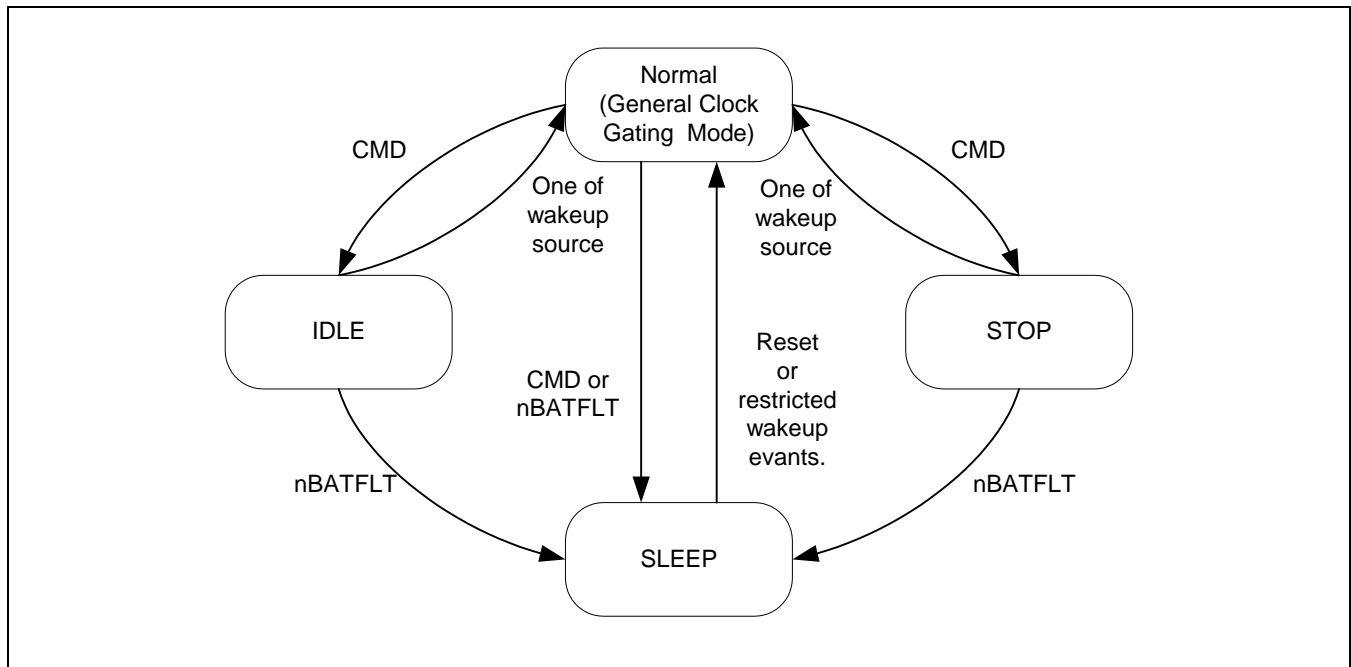 Normal
(General Clock
Gating Mode)
CMD
CMD
One of
wakeup
source
One of
wakeup
source
IDLE
STOP
CMD or
nBATFLT
Reset
or
restricted
wakeup
evants.
nBATFLT
nBATFLT
SLEEP